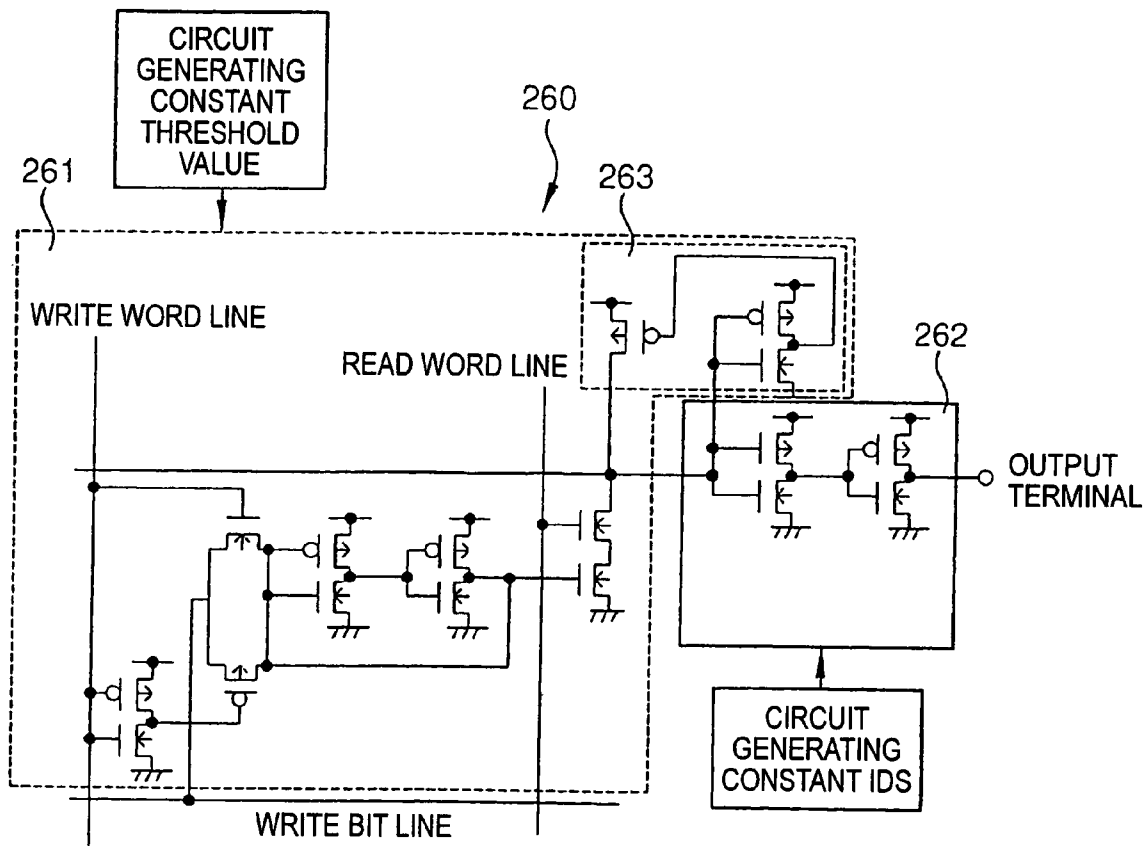 CIRCUIT
GENERATING
CONSTANT
THRESHOLD
VALUE
260
261
263
WRITE WORD LINE
READ WORD LINE
262
OUTPUT
TERMINAL
CIRCUIT
GENERATING
CONSTANT IDS
WRITE BIT LINE